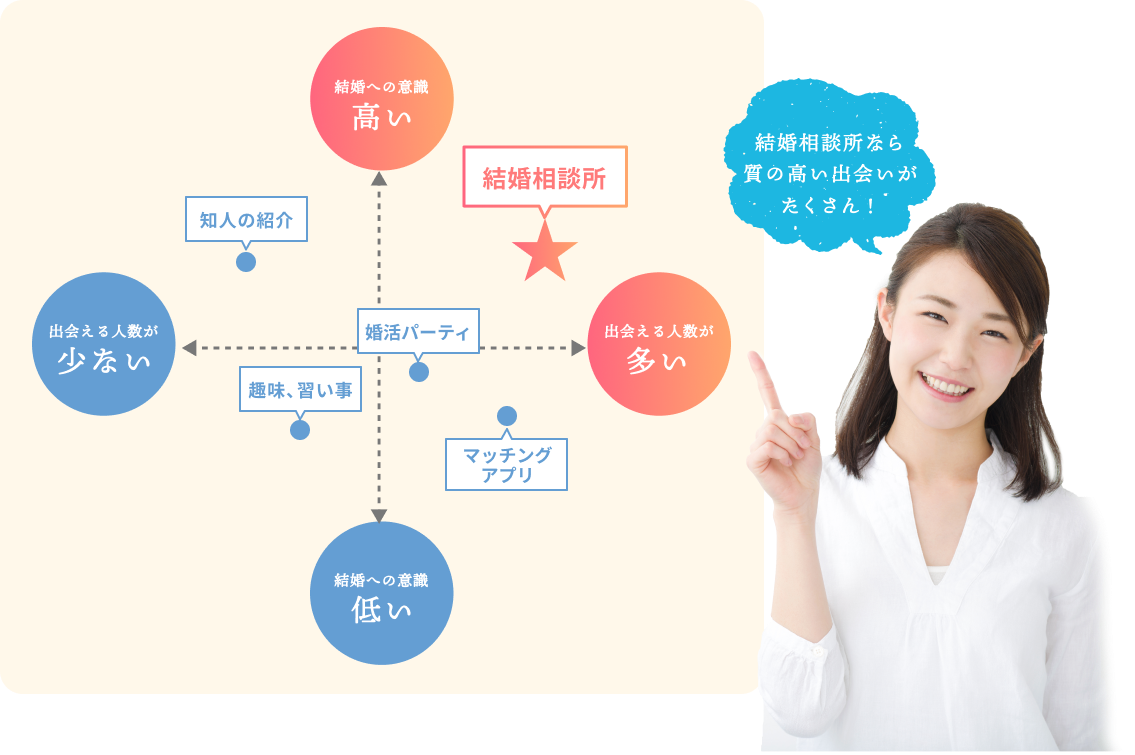 結婚への意識
高い
結婚相談所なら
質の高い出会いが
たくさん！
結婚相談所
知人の紹介
出会える人数が
少ない
婚活パーティ
出会える人数が
多い
趣味、習い事
マッチング
アプリ
結婚への意識
低い